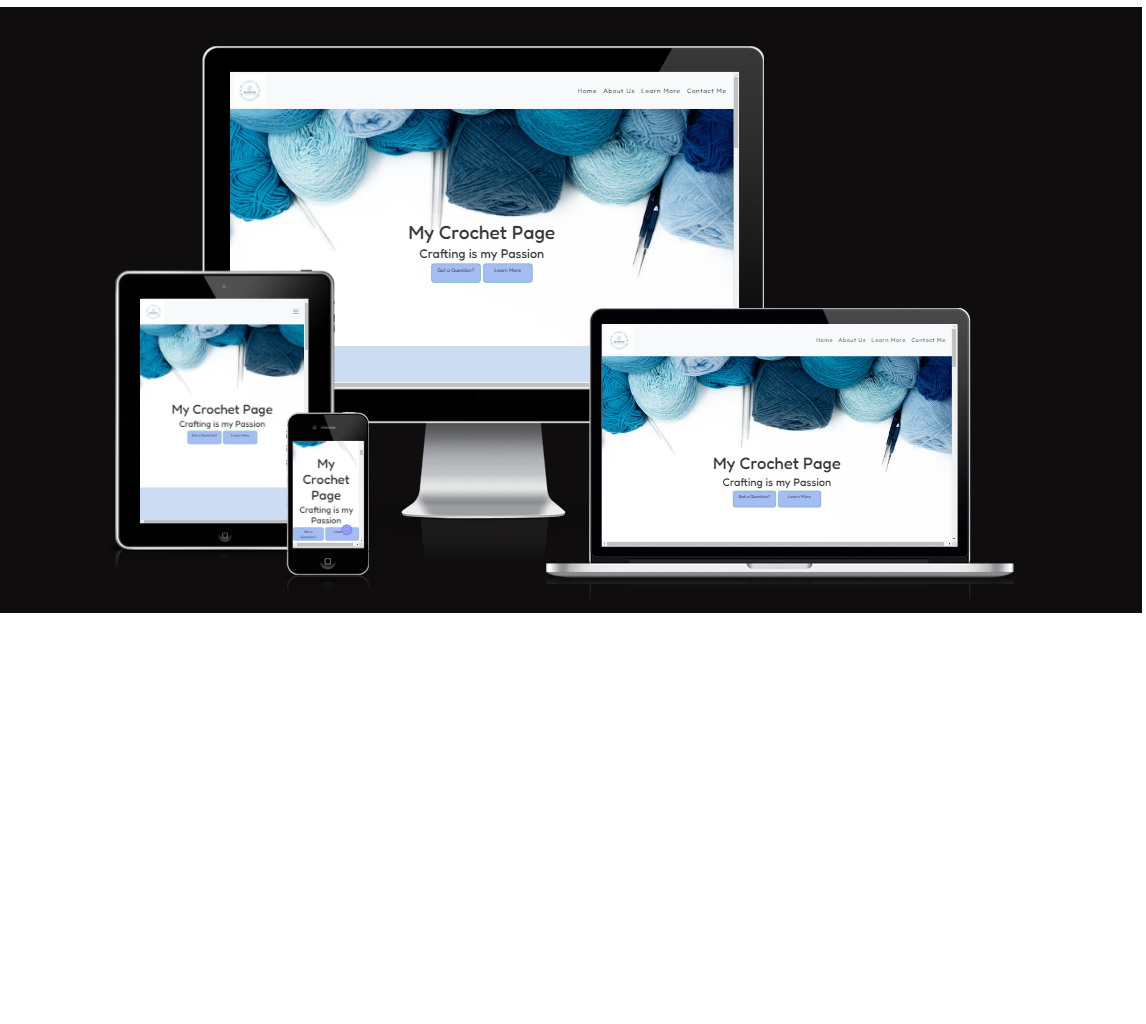 Home About Us Learn More Contact Me
My Crochet Page
Crafting is my Passion
Got a Question? Learn More
My Crochet Page
Crafting is my Passion
Got a Question? Learn More
My
Crochet
Page
Crafting is my
Passion
Got a
Question?
Home About Us Learn More Contact Me
My Crochet Page
Crafting is my Passion
Got a Question? Learn More